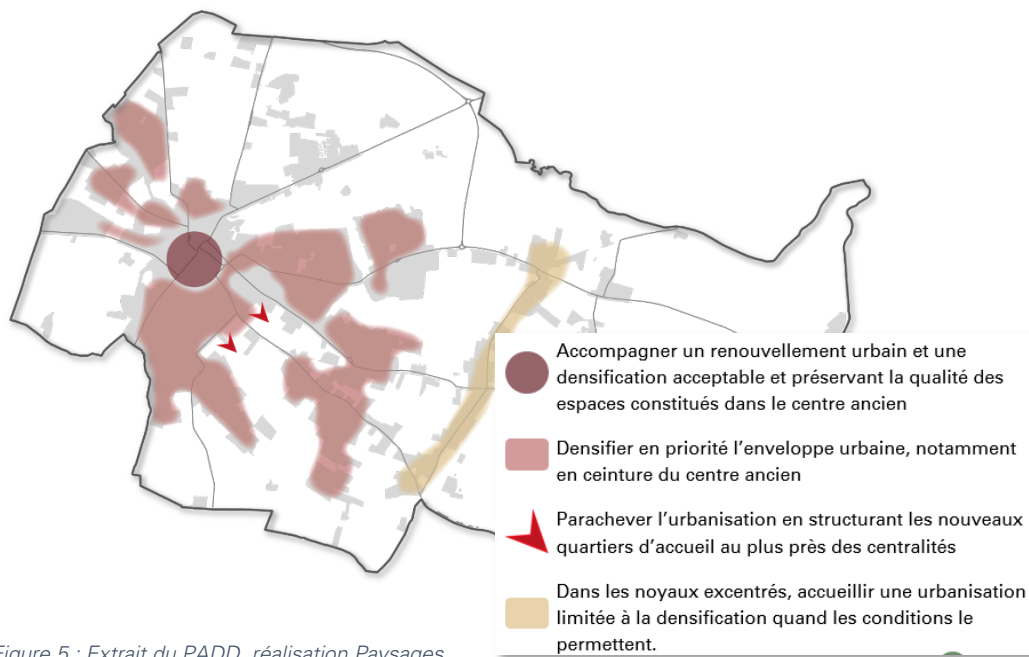 Accompagner un renouvellement urbain et une
densification acceptable et préservant la qualité des
espaces constitués dans le centre ancien
Densifier en priorité l’enveloppe urbaine, notamment
en ceinture du centre ancien
Parachever l’urbanisation en structurant les nouveaux
quartiers d’accueil au plus près des centralités
Dans les noyaux excentrés, accueillir une urbanisation
limitée à la densification quand les conditions le
permettent.
Figure 5 : Extrait du PADD, réalisation Paysages